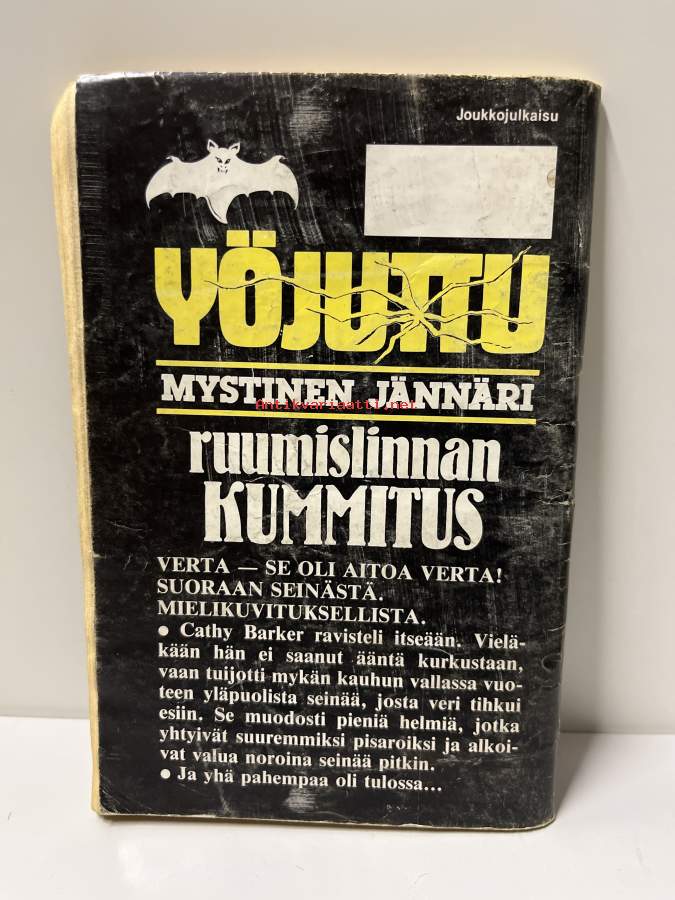 Joukkojulkaisu
YÖJUTTU
MYSTINEN JÄNNÄRI
Antikvariaatti.net
ruumislinnan
KUMMITUS
VERTA — SE OLI AITOA VERTA!
SUORAAN SEINÄSTÄ.
MIELIKUVITUKSELLISTA.
● Cathy Barker ravisteli itseään. Vielä-
kään hän ei saanut ääntä kurkustaan,
vaan tuijotti mykän kauhun vallassa vuo-
teen yläpuolista seinää, josta veri tihkui
esiin. Se muodosti pieniä helmiä, jotka
yhtyivät suuremmiksi pisaroiksi ja alkoi-
vat valua noroina seinää pitkin.
● Ja yhä pahempaa oli tulossa...